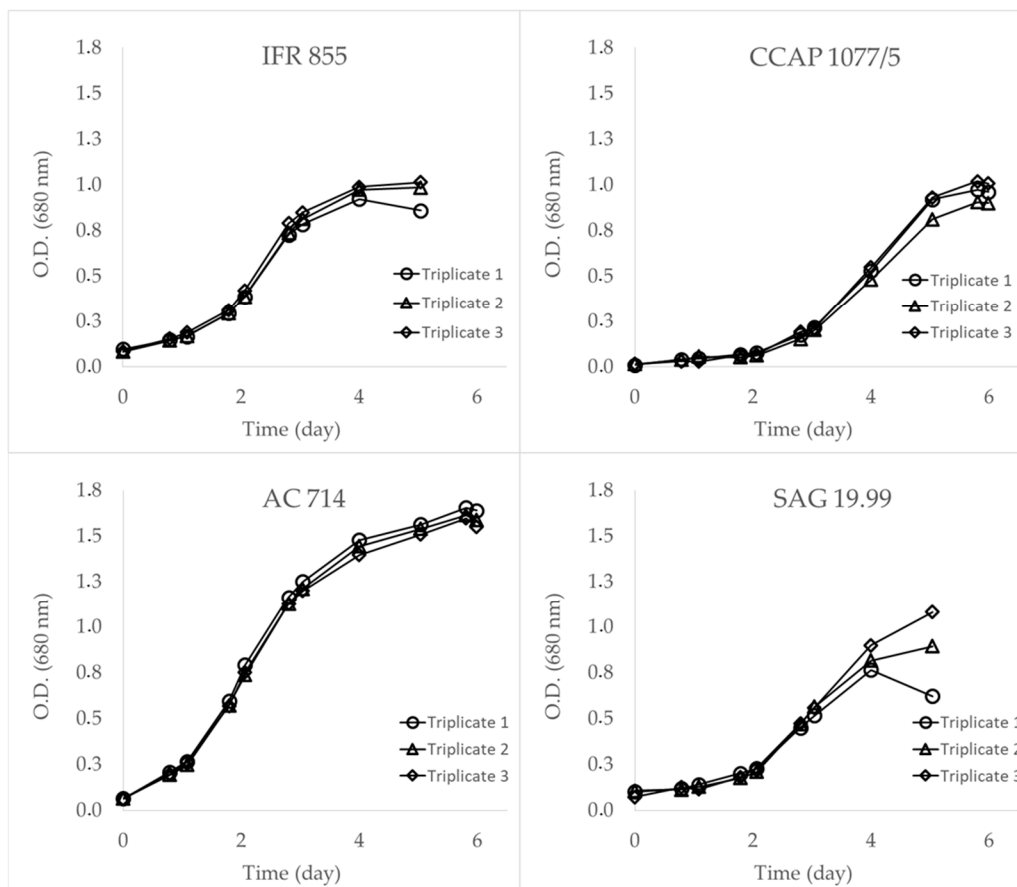 IFR 855
1.8
1.5
1.3
1.0
0.8
0.5
0.3
0.0
O.D. (680 nm)
Triplicate 1
Triplicate 2
Triplicate 3
0 2 4 6
Time (day)
CCAP 1077/5
1.8
1.5
1.3
1.0
0.8
0.5
0.3
0.0
O.D. (680 nm)
Triplicate 1
Triplicate 2
Triplicate 3
0 2 4 6
Time (day)
AC 714
1.8
1.5
1.3
1.0
0.8
0.5
0.3
0.0
O.D. (680 nm)
Triplicate 1
Triplicate 2
Triplicate 3
0 2 4 6
Time (day)
SAG 19.99
1.8
1.5
1.3
1.0
0.8
0.5
0.3
0.0
O.D. (680 nm)
Triplicate 1
Triplicate 2
Triplicate 3
0 2 4 6
Time (day)